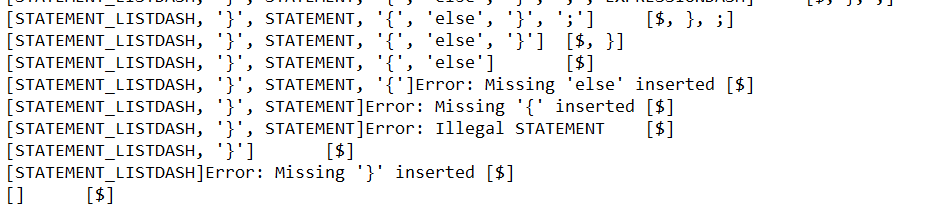 [STATEMENT_LISTDASH, '}', STATEMENT, '{', 'else', '}', ';']     [$, }, ;]
[STATEMENT_LISTDASH, '}', STATEMENT, '{', 'else', '}']  [$, }]
[STATEMENT_LISTDASH, '}', STATEMENT, '{', 'else']       [$]
[STATEMENT_LISTDASH, '}', STATEMENT, '{']Error: Missing 'else' inserted [$]
[STATEMENT_LISTDASH, '}', STATEMENT]Error: Missing '{' inserted [$]
[STATEMENT_LISTDASH, '}', STATEMENT]Error: Illegal STATEMENT    [$]
[STATEMENT_LISTDASH, '}']       [$]
[STATEMENT_LISTDASH]Error: Missing '}' inserted [$]
[]      [$]